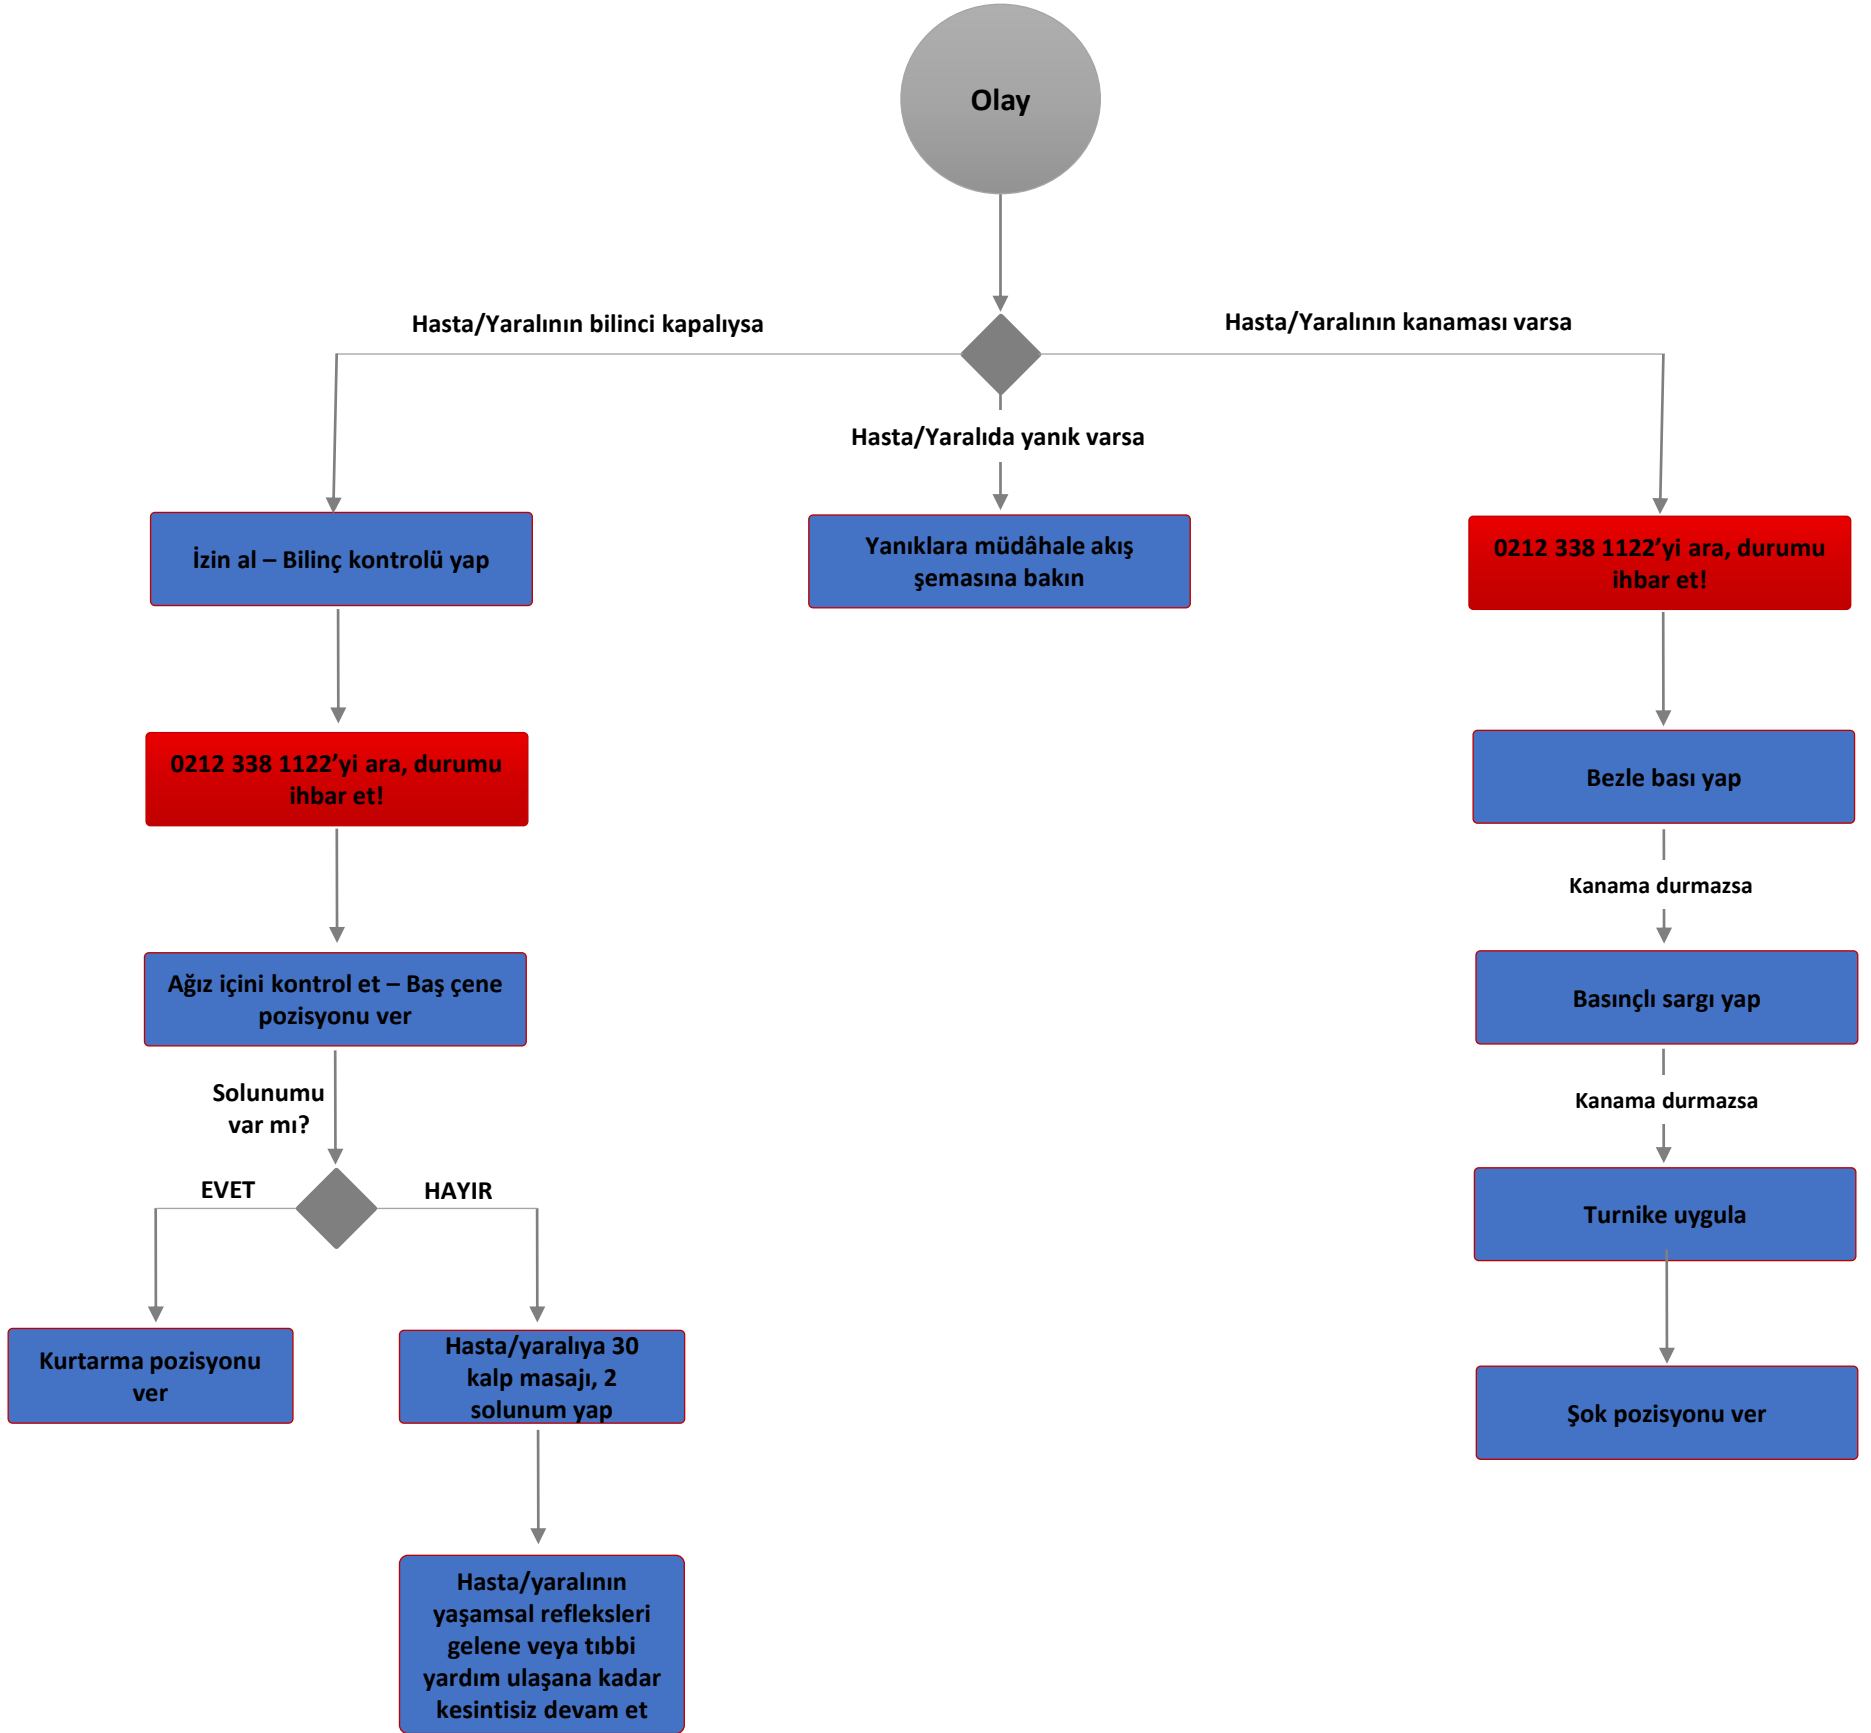 Olay
Hasta/Yaralının bilinci kapalıysa
Hasta/Yaralının kanaması varsa
Hasta/Yaralıda yanık varsa
İzin al – Bilinç kontrolü yap
Yanıklara müdâhale akış
şemasına bakın
0212 338 1122’yi ara, durumu
ihbar et!
0212 338 1122’yi ara, durumu
ihbar et!
Bezle bası yap
Kanama durmazsa
Ağız içini kontrol et – Baş çene
pozisyonu ver
Basınçlı sargı yap
Solunumu
var mı?
Kanama durmazsa
EVET
HAYIR
Turnike uygula
Kurtarma pozisyonu
ver
Hasta/yaralıya 30
kalp masajı, 2
solunum yap
Şok pozisyonu ver
Hasta/yaralının
yaşamsal refleksleri
gelene veya tıbbi
yardım ulaşana kadar
kesintisiz devam et